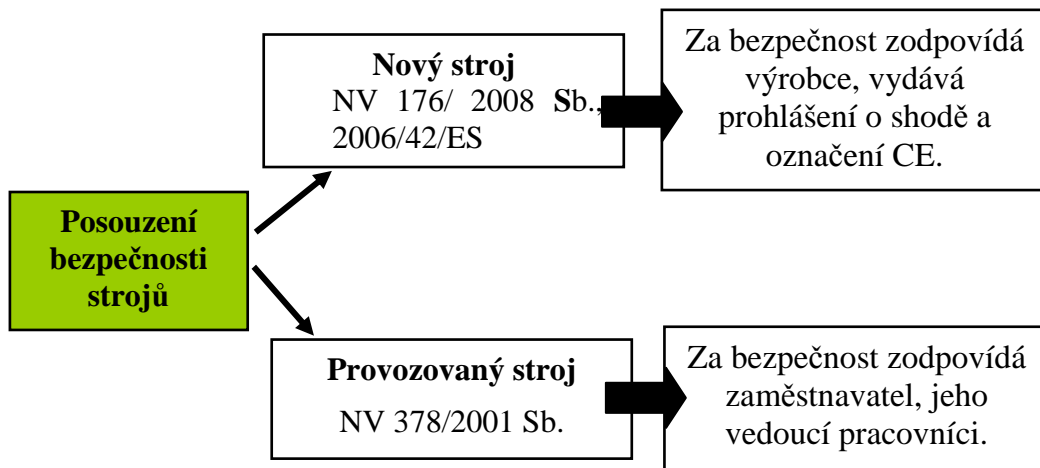 Posouzení
bezpečnosti
strojů
Nový stroj
NV 176/ 2008 Sb.,
2006/42/ES
Za bezpečnost zodpovídá
výrobce, vydává
prohlášení o shodě a
označení CE.
Provozovaný stroj
NV 378/2001 Sb.
Za bezpečnost zodpovídá
zaměstnavatel, jeho
vedoucí pracovníci.